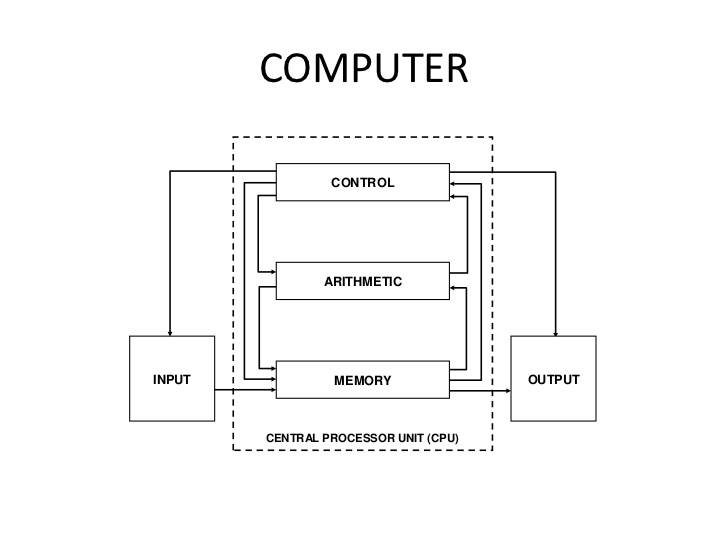 COMPUTER
CONTROL
ARITHMETIC
INPUT
MEMORY
OUTPUT
CENTRAL PROCESSOR UNIT (CPU)